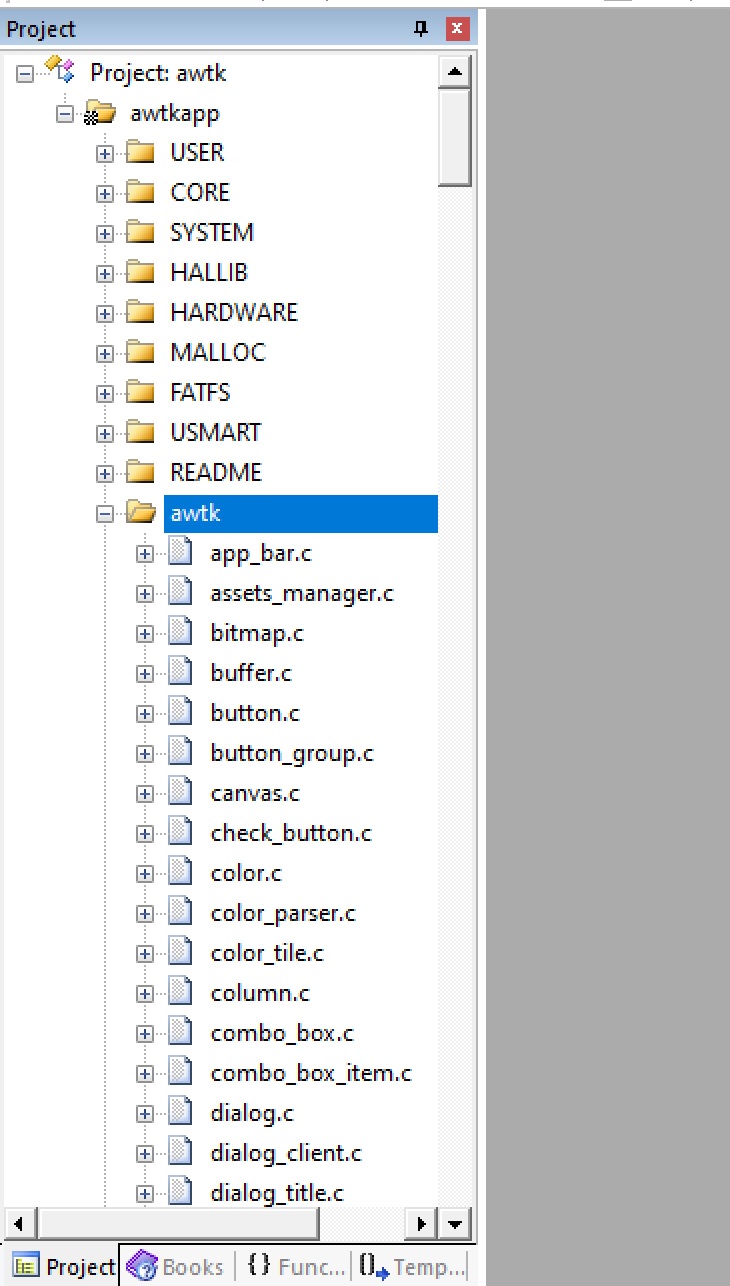 Project
Project: awtk
awtkapp
USER
CORE
SYSTEM
HALLIB
HARDWARE
MALLOC
FATFS
USMART
README
awtk
app_bar.c
assets_manager.c
bitmap.c
buffer.c
button.c
button_group.c
canvas.c
check_button.c
color.c
color_parser.c
color_tile.c
column.c
combo_box.c
combo_box_item.c
dialog.c
dialog_client.c
dialog_title.c
Project Books {} Func... Temp...